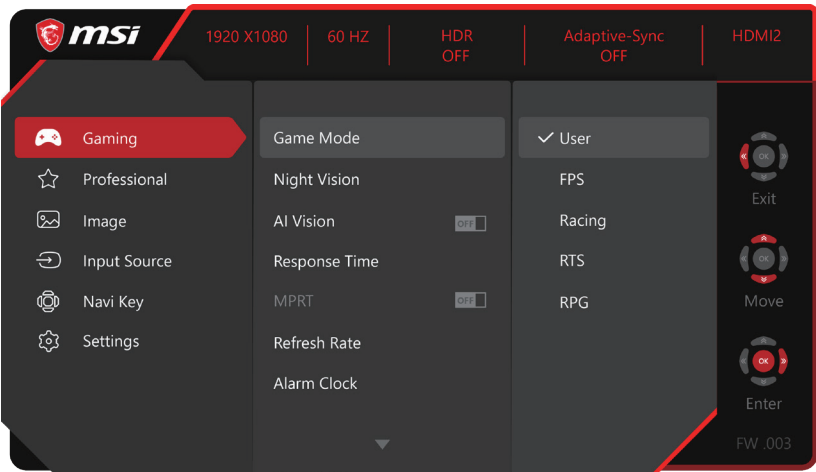 msi
1920 X1080 60 HZ HDR OFF Adaptive-Sync OFF HDMI2
Gaming
Professional
Image
Input Source
Navi Key
Settings
Game Mode
Night Vision
AI Vision OFF
Response Time
MPRT OFF
Refresh Rate
Alarm Clock
User
FPS
Racing
RTS
RPG
OK
Exit
OK
Move
OK
Enter
FW .003